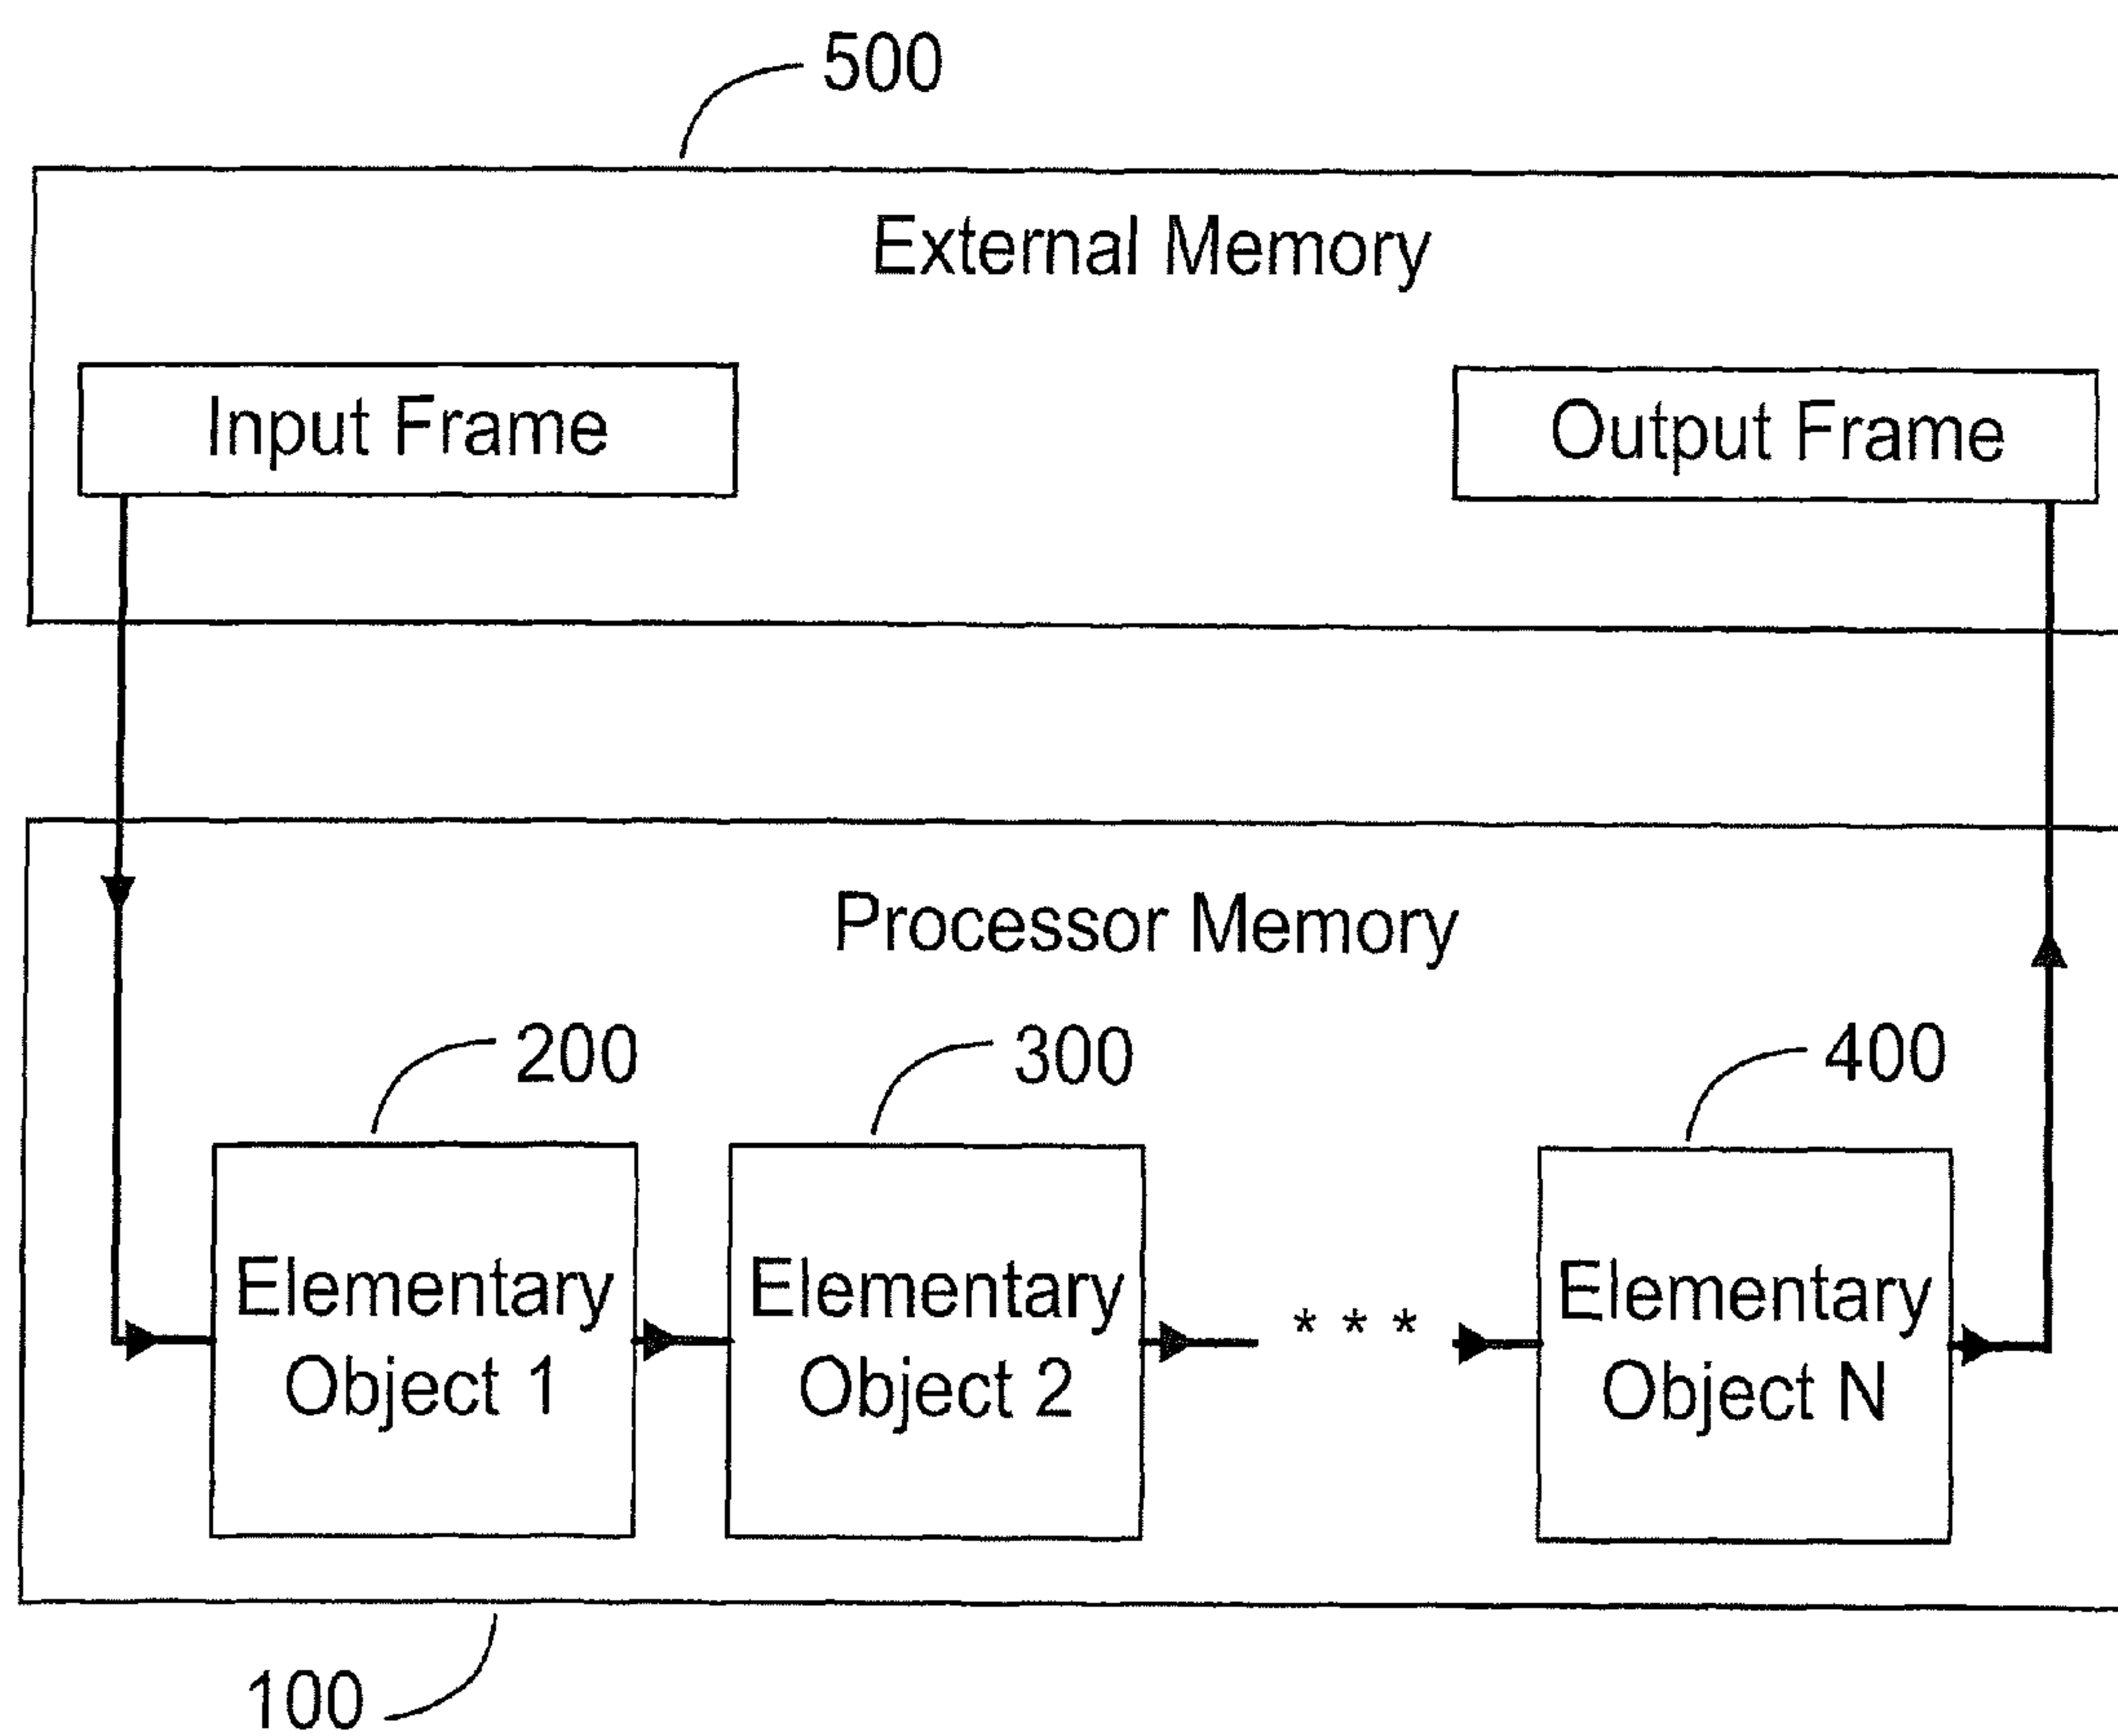 500
External Memory
Input Frame
Output Frame
Processor Memory
200
300
400
Elementary
Object 1
Elementary
Object 2
* * *
Elementary
Object N
100